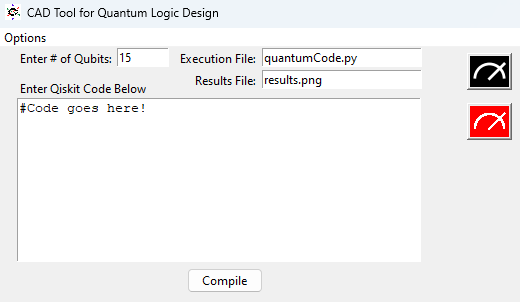 CAD Tool for Quantum Logic Design
Options
Enter # of Qubits: 15 Execution File: quantumCode.py
Results File: results.png
Enter Qiskit Code Below
#Code goes here!
Compile